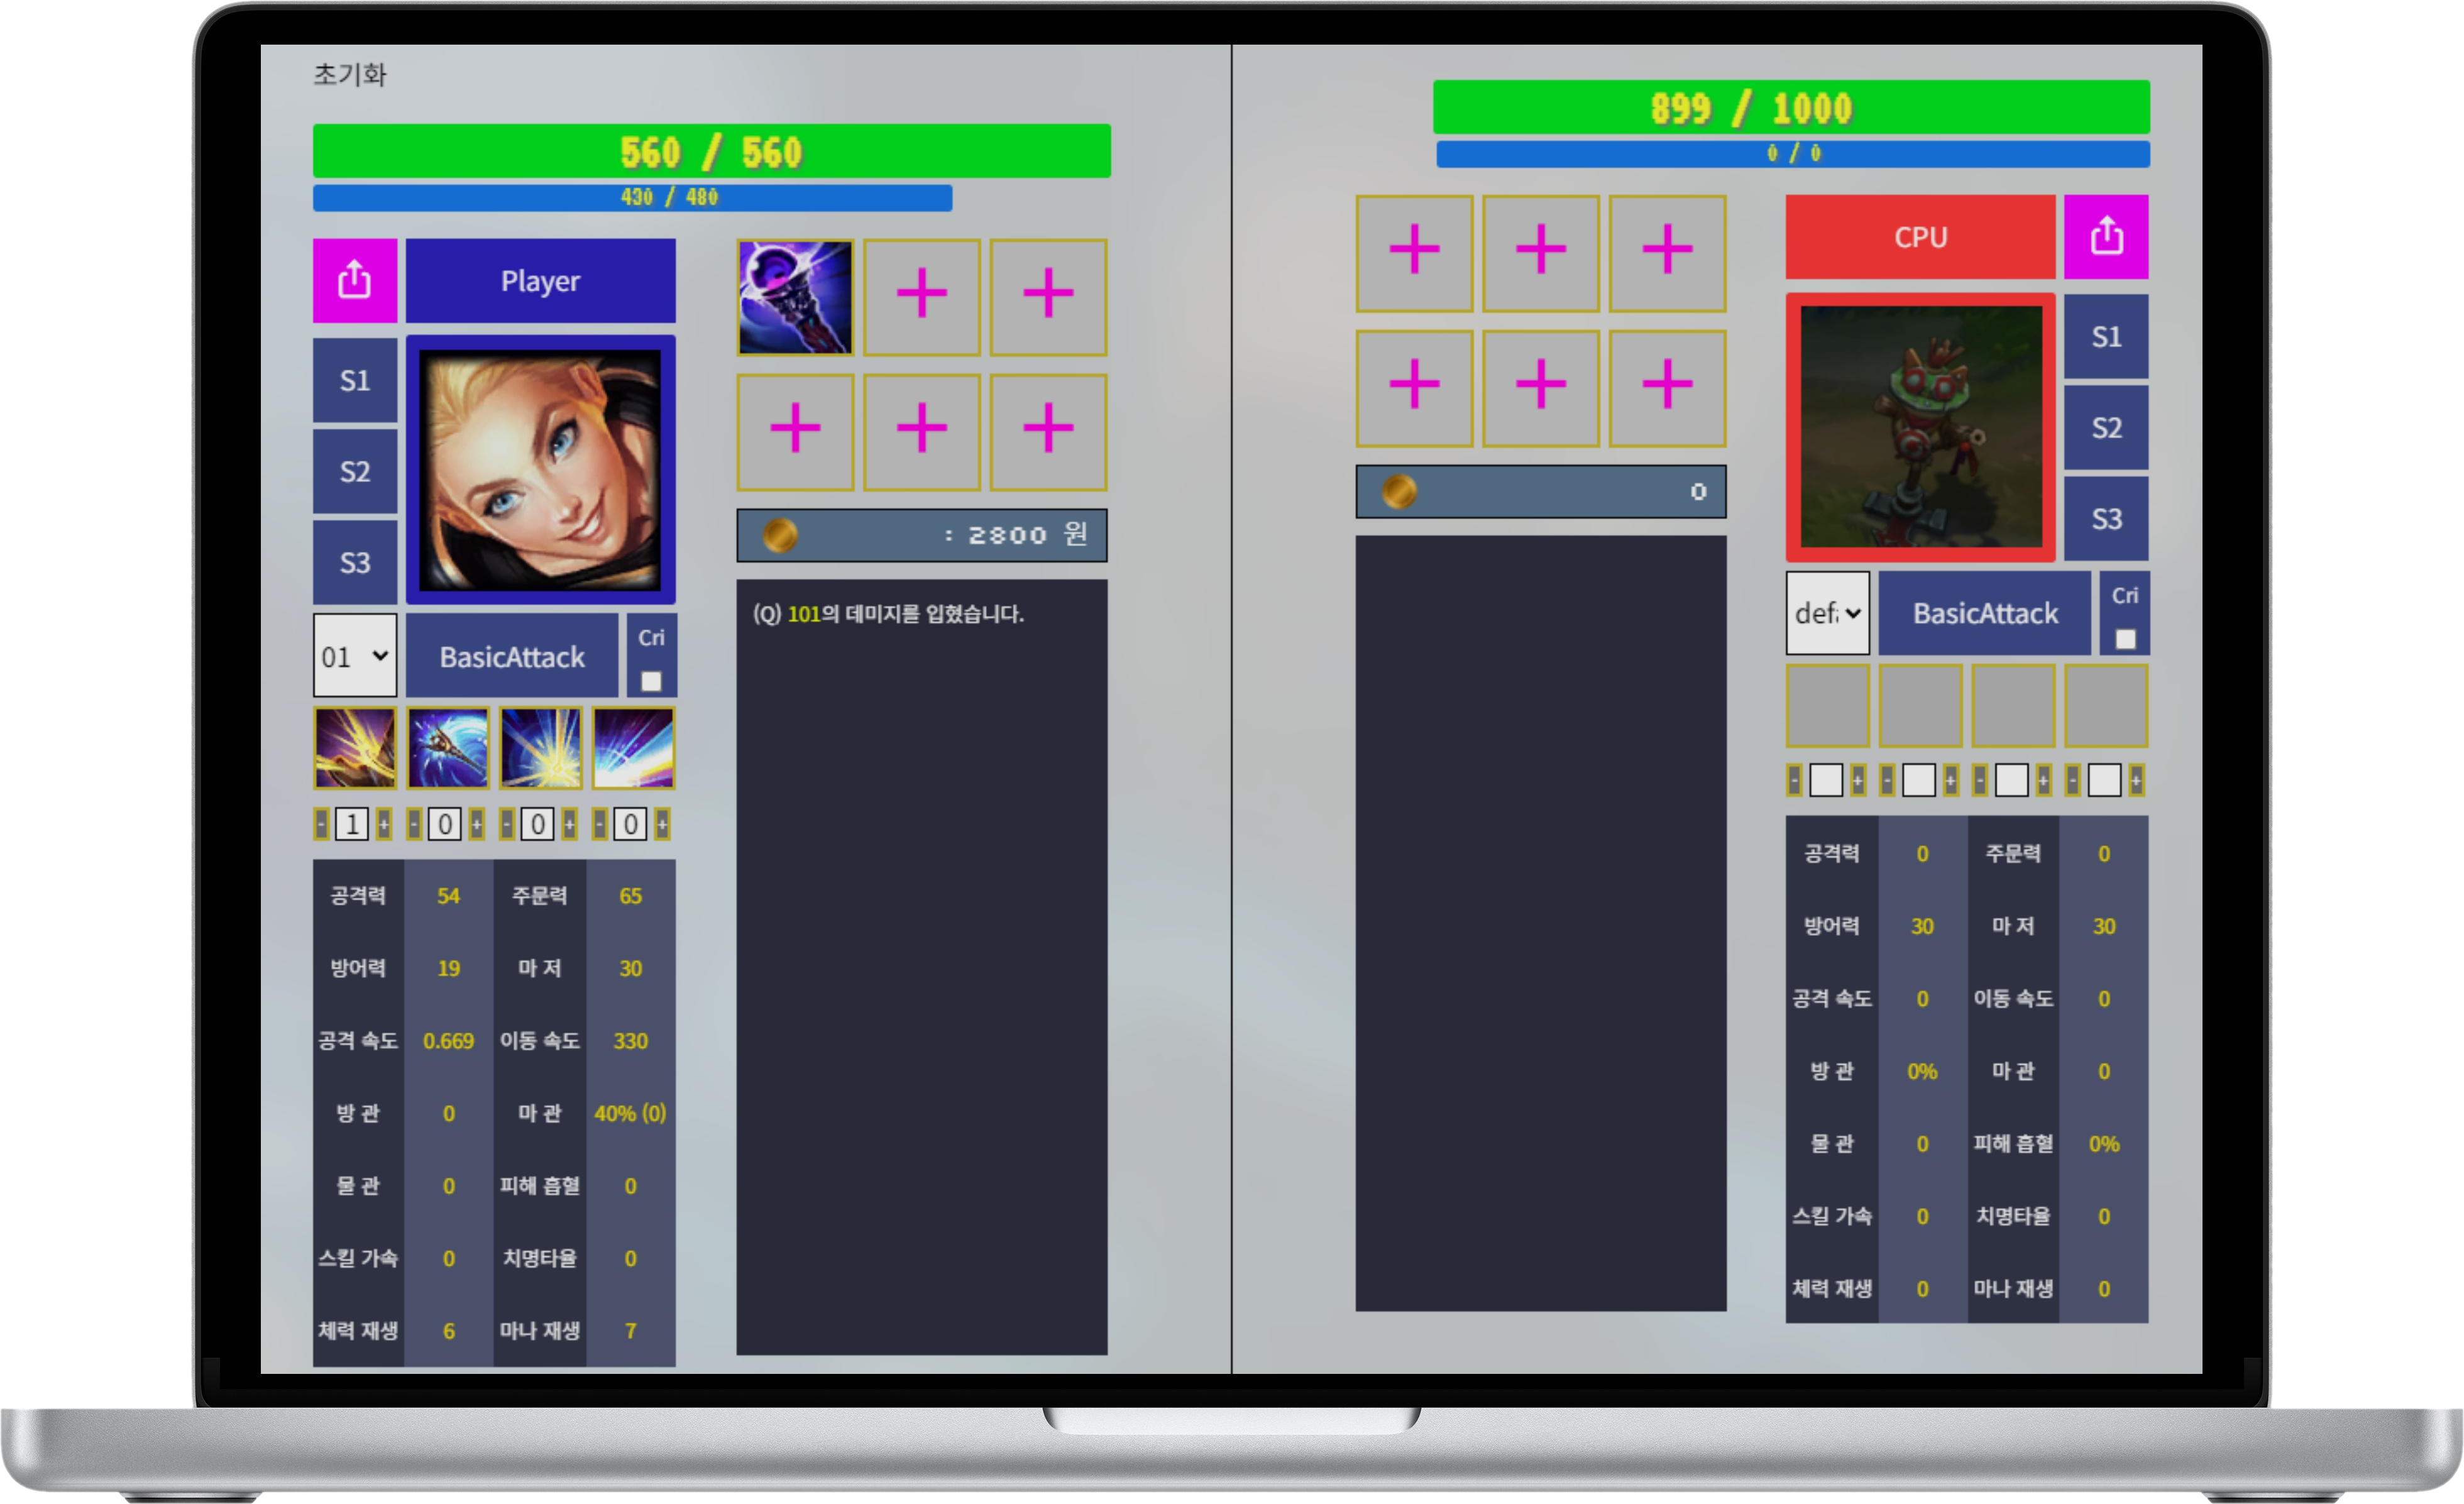 초기화
560 / 560
430 / 480
Player
S1
S2
S3
: 2800 원
01
BasicAttack
Cri
- 1 + - 0 + - 0 + - 0 +
공격력 54 주문력 65
방어력 19 마 저 30
공격 속도 0.669 이동 속도 330
방 관 0 마 관 40% (0)
물 관 0 피해 흡혈 0
스킬 가속 0 치명타율 0
체력 재생 6 마나 재생 7
(Q) 101의 데미지를 입혔습니다.
899 / 1000
0 / 0
+ + +
+ + +
0
CPU
S1
S2
S3
defa
BasicAttack
Cri
- + - + - + - +
공격력 0 주문력 0
방어력 30 마 저 30
공격 속도 0 이동 속도 0
방 관 0% 마 관 0
물 관 0 피해 흡혈 0%
스킬 가속 0 치명타율 0
체력 재생 0 마나 재생 0